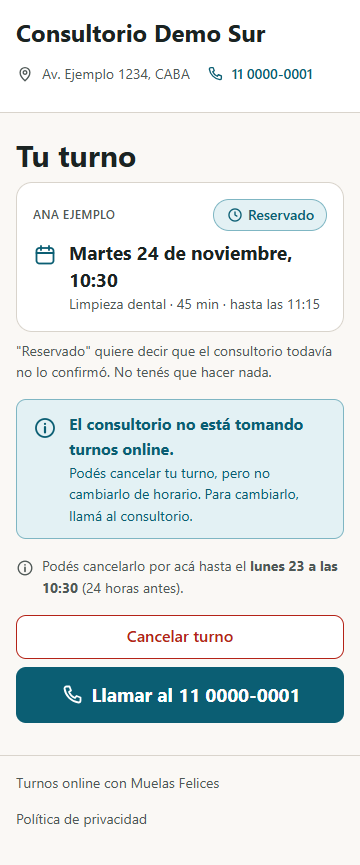 Consultorio Demo Sur
Av. Ejemplo 1234, CABA
11 0000-0001
Tu turno
ANA EJEMPLO
Reservado
Martes 24 de noviembre,
10:30
Limpieza dental · 45 min · hasta las 11:15
"Reservado" quiere decir que el consultorio todavía
no lo confirmó. No tenés que hacer nada.
El consultorio no está tomando
turnos online.
Podés cancelar tu turno, pero no
cambiarlo de horario. Para cambiarlo,
llamá al consultorio.
Podés cancelarlo por acá hasta el lunes 23 a las
10:30 (24 horas antes).
Cancelar turno
Llamar al 11 0000-0001
Turnos online con Muelas Felices
Política de privacidad